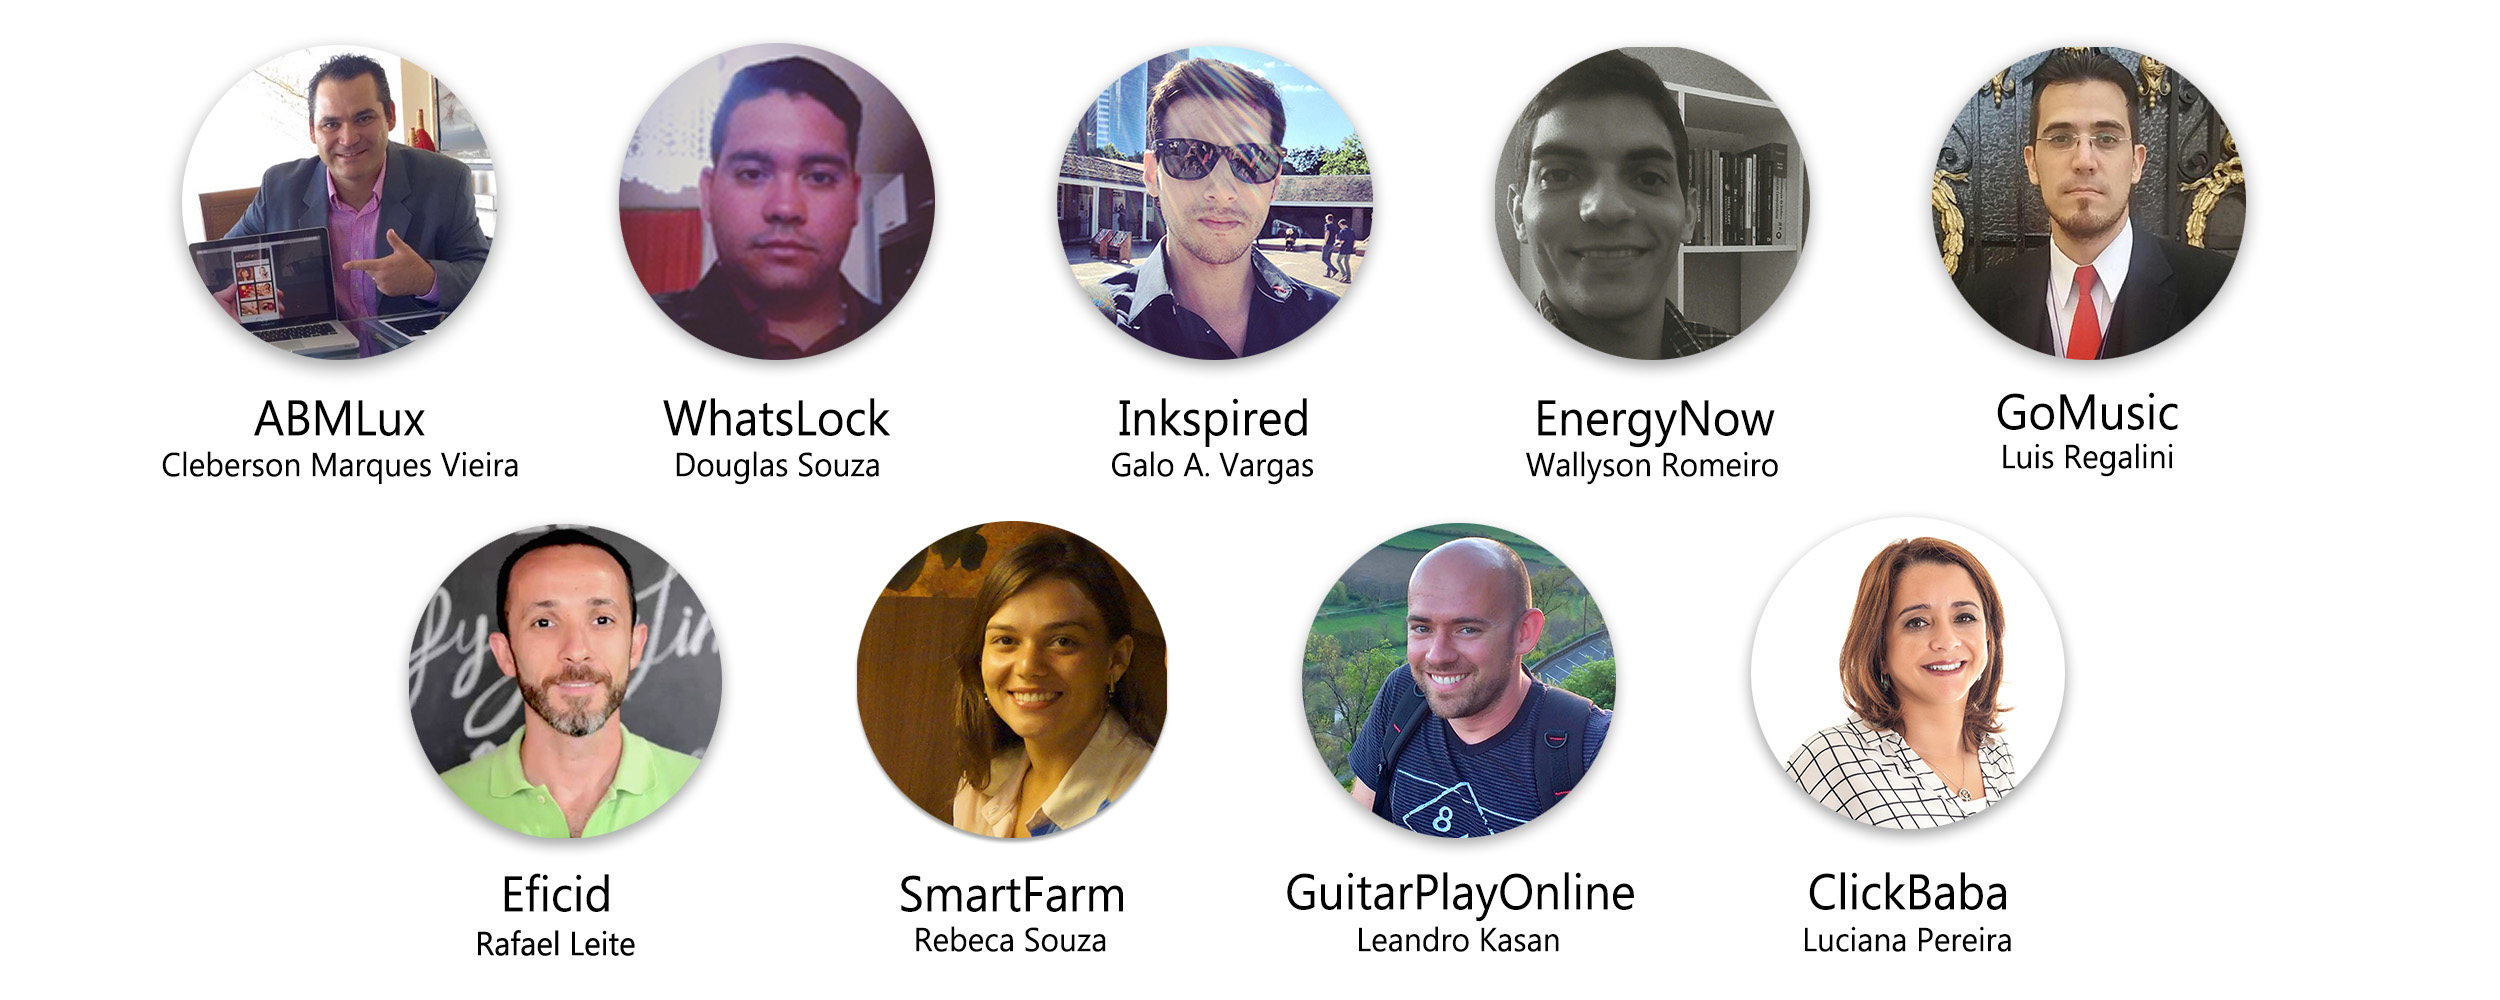 ABMLux
Cleberson Marques Vieira
WhatsLock
Douglas Souza
Inkspired
Galo A. Vargas
EnergyNow
Wallyson Romeiro
GoMusic
Luis Regalini
Eficid
Rafael Leite
SmartFarm
Rebeca Souza
8
GuitarPlayOnline
Leandro Kasan
ClickBaba
Luciana Pereira